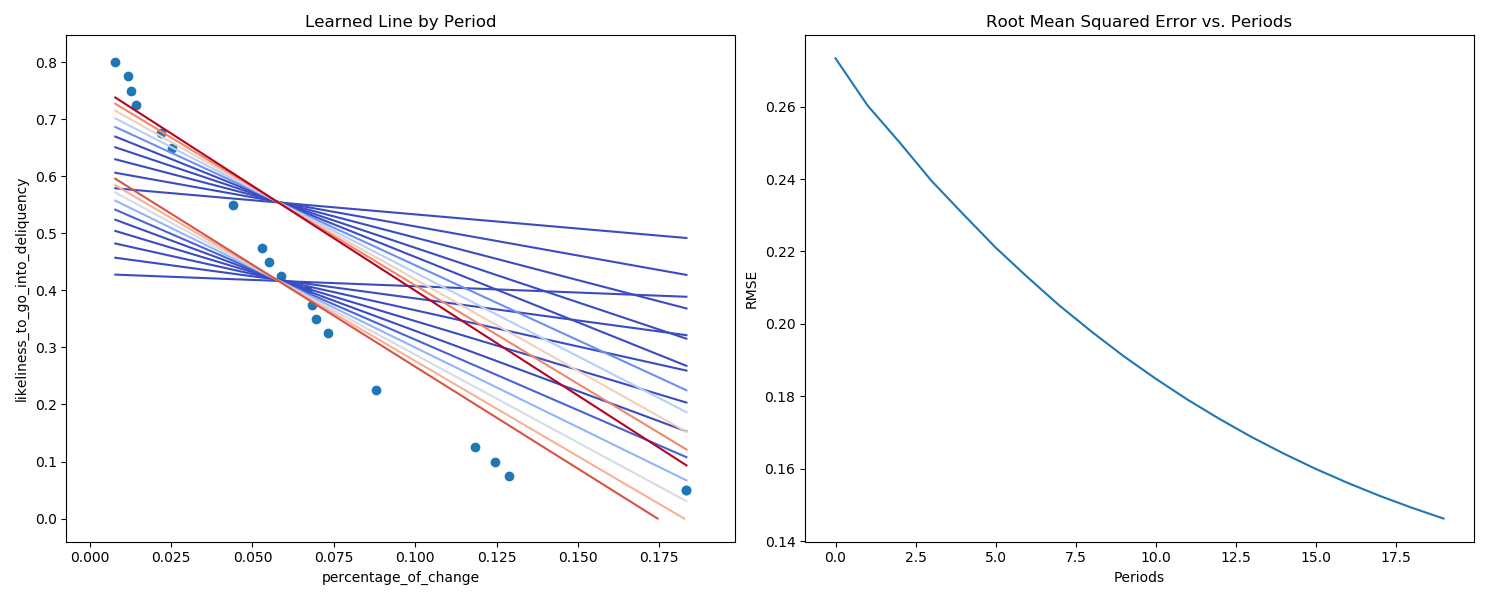 Learned Line by Period
likeliness_to_go_into_deliquency
0.8
0.7
0.6
0.5
0.4
0.3
0.2
0.1
0.0
0.000 0.025 0.050 0.075 0.100 0.125 0.150 0.175
percentage_of_change
Root Mean Squared Error vs. Periods
RMSE
0.26
0.24
0.22
0.20
0.18
0.16
0.14
0.0 2.5 5.0 7.5 10.0 12.5 15.0 17.5
Periods